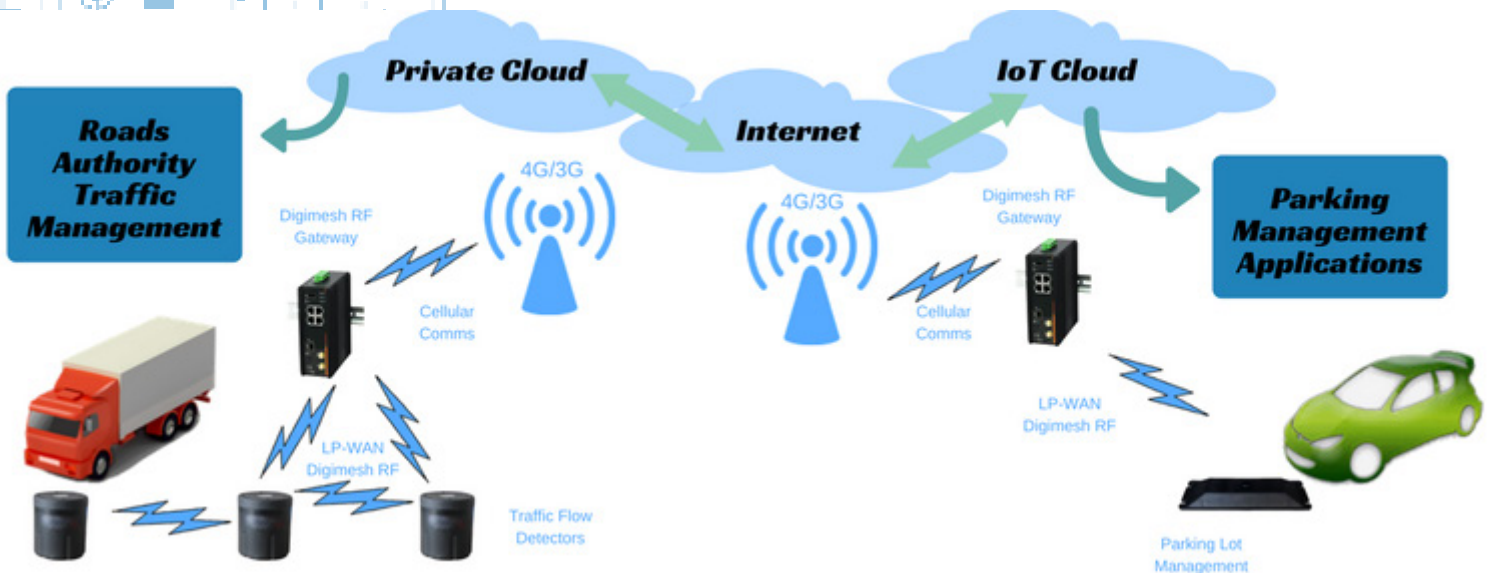 Private Cloud
IoT Cloud
Internet
Roads
Authority
Traffic
Management
4G/3G
4G/3G
Digimesh RF
Gateway
Digimesh RF
Gateway
Parking
Management
Applications
Cellular
Comms
Cellular
Comms
LP-WAN
Digimesh RF
LP-WAN
Digimesh RF
Traffic Flow
Detectors
Parking Lot
Management